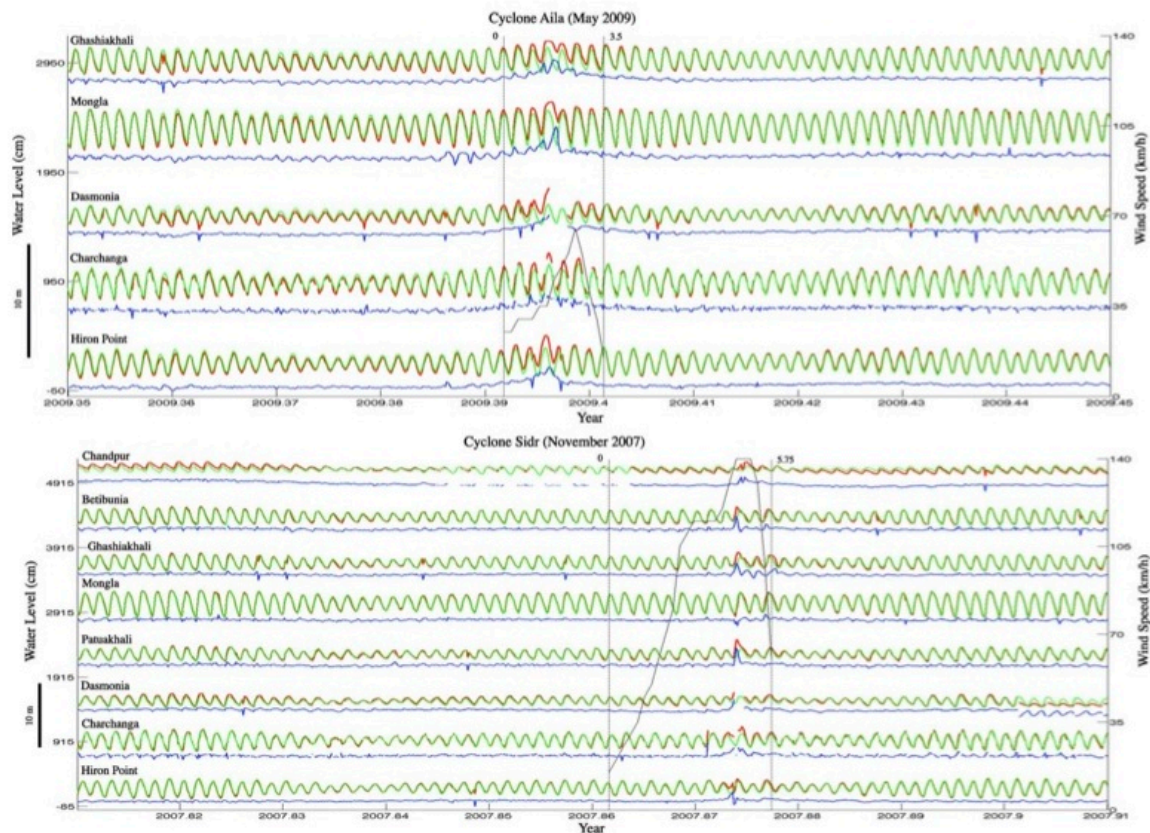 Cyclone Aila (May 2009)
0 3.5
Ghashiakhali
140
2950
Mongla
105
1950
Dasmonia
70
Charchanga
950
35
Hiron Point
-50
0
2009.35 2009.36 2009.37 2009.38 2009.39 2009.4 2009.41 2009.42 2009.43 2009.44 2009.45
Year
Water Level (cm)
10 m
Wind Speed (km/h)
Cyclone Sidr (November 2007)
0 5.75
Chandpur
140
4915
Betibunia
Ghashiakhali
3915
105
Mongla
2915
Patuakhali
70
1915
Dasmonia
Charchanga
35
915
Hiron Point
-85
0
2007.82 2007.83 2007.84 2007.85 2007.86 2007.87 2007.88 2007.89 2007.9 2007.91
Year
Water Level (cm)
10 m
Wind Speed (km/h)